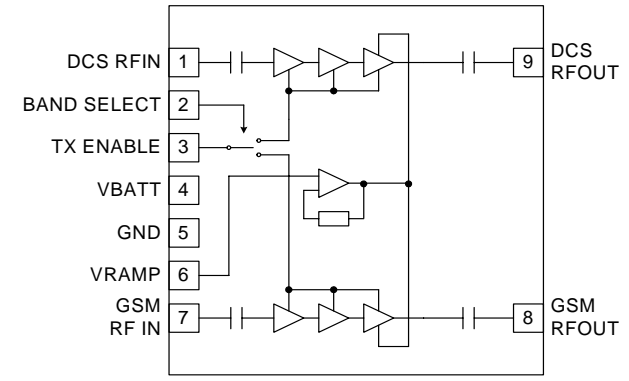 DCS RFIN 1
BAND SELECT 2
TX ENABLE 3
VBATT 4
GND 5
VRAMP 6
GSM
RF IN 7
9 DCS
RFOUT
8 GSM
RFOUT